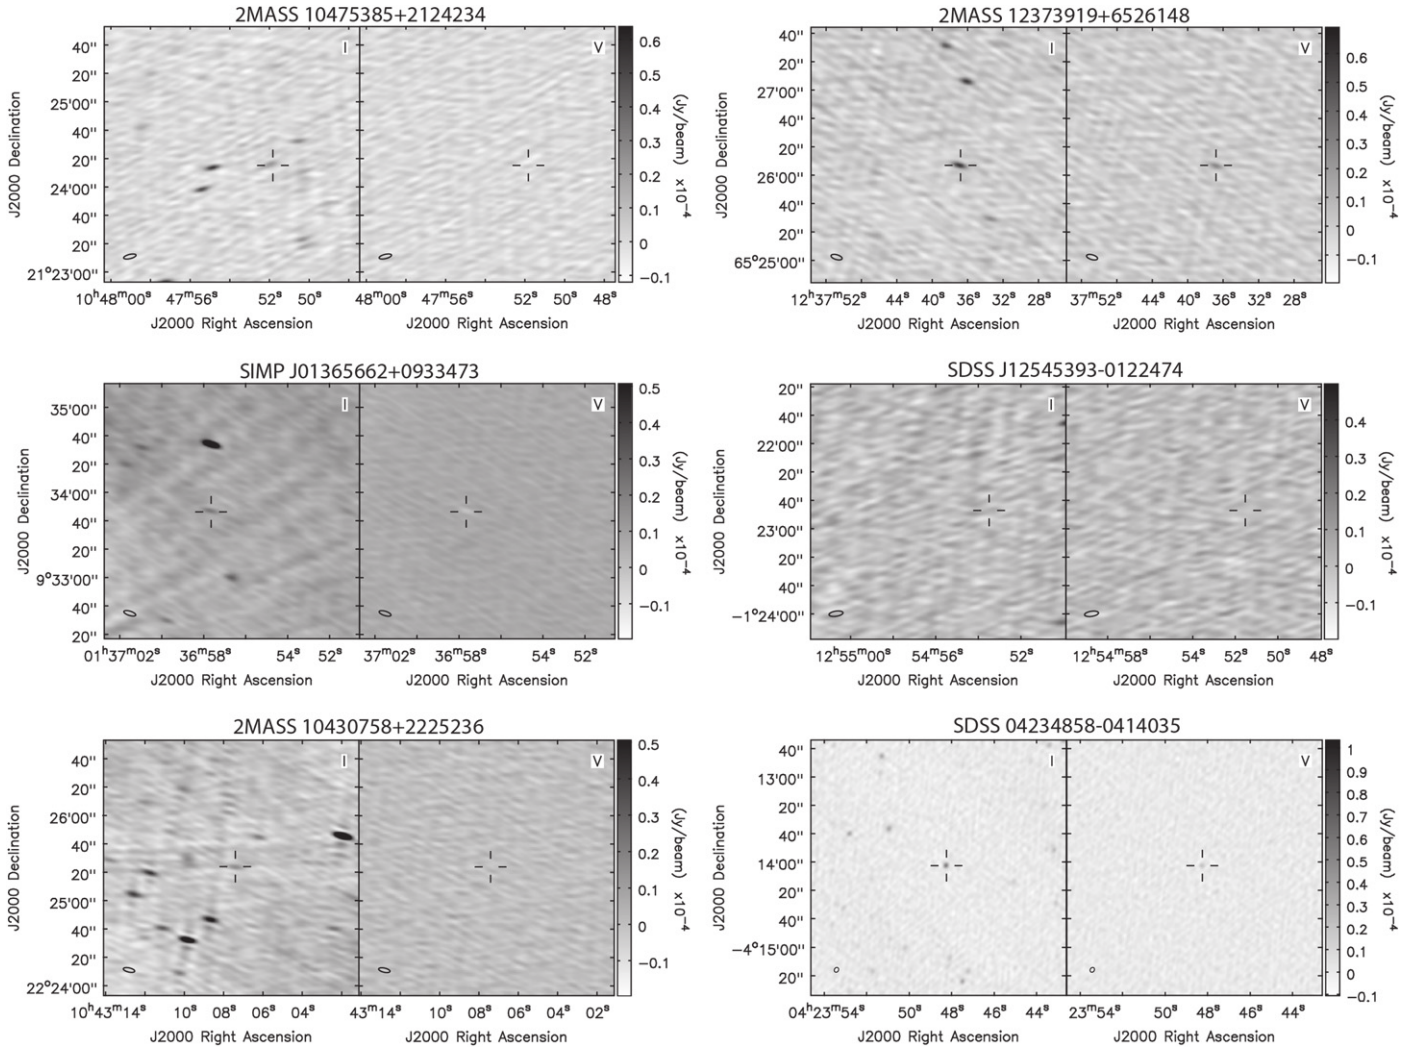 2MASS 10475385+2124234
I
V
40"
20"
25'00"
40"
20"
24'00"
40"
20"
21°23'00"
J2000 Declination
10ʰ48ᵐ00ˢ 47ᵐ56ˢ 52ˢ 50ˢ 48ᵐ00ˢ 47ᵐ56ˢ 52ˢ 50ˢ 48ˢ
J2000 Right Ascension J2000 Right Ascension
0.6
0.5
0.4
0.3
0.2
0.1
0
−0.1
(Jy/beam) x10⁻⁴
2MASS 12373919+6526148
I
V
40"
20"
27'00"
40"
20"
26'00"
40"
20"
65°25'00"
J2000 Declination
12ʰ37ᵐ52ˢ 44ˢ 40ˢ 36ˢ 32ˢ 28ˢ 37ᵐ52ˢ 44ˢ 40ˢ 36ˢ 32ˢ 28ˢ
J2000 Right Ascension J2000 Right Ascension
0.6
0.5
0.4
0.3
0.2
0.1
0
−0.1
(Jy/beam) x10⁻⁴
SIMP J01365662+0933473
I
V
35'00"
40"
20"
34'00"
40"
20"
9°33'00"
40"
20"
J2000 Declination
01ʰ37ᵐ02ˢ 36ᵐ58ˢ 54ˢ 52ˢ 37ᵐ02ˢ 36ᵐ58ˢ 54ˢ 52ˢ
J2000 Right Ascension J2000 Right Ascension
0.5
0.4
0.3
0.2
0.1
0
−0.1
(Jy/beam) x10⁻⁴
SDSS J12545393-0122474
I
V
20"
40"
22'00"
20"
40"
23'00"
20"
40"
−1°24'00"
J2000 Declination
12ʰ55ᵐ00ˢ 54ᵐ56ˢ 52ˢ 12ʰ54ᵐ58ˢ 54ˢ 52ˢ 50ˢ 48ˢ
J2000 Right Ascension J2000 Right Ascension
0.4
0.3
0.2
0.1
0
−0.1
(Jy/beam) x10⁻⁴
2MASS 10430758+2225236
I
V
40"
20"
26'00"
40"
20"
25'00"
40"
20"
22°24'00"
J2000 Declination
10ʰ43ᵐ14ˢ 10ˢ 08ˢ 06ˢ 04ˢ 43ᵐ14ˢ 10ˢ 08ˢ 06ˢ 04ˢ 02ˢ
J2000 Right Ascension J2000 Right Ascension
0.5
0.4
0.3
0.2
0.1
0
−0.1
(Jy/beam) x10⁻⁴
SDSS 04234858-0414035
I
V
40"
13'00"
20"
40"
14'00"
20"
40"
−4°15'00"
20"
J2000 Declination
04ʰ23ᵐ54ˢ 50ˢ 48ˢ 46ˢ 44ˢ 23ᵐ54ˢ 50ˢ 48ˢ 46ˢ 44ˢ
J2000 Right Ascension J2000 Right Ascension
1
0.9
0.8
0.7
0.6
0.5
0.4
0.3
0.2
0.1
0
−0.1
(Jy/beam) x10⁻⁴